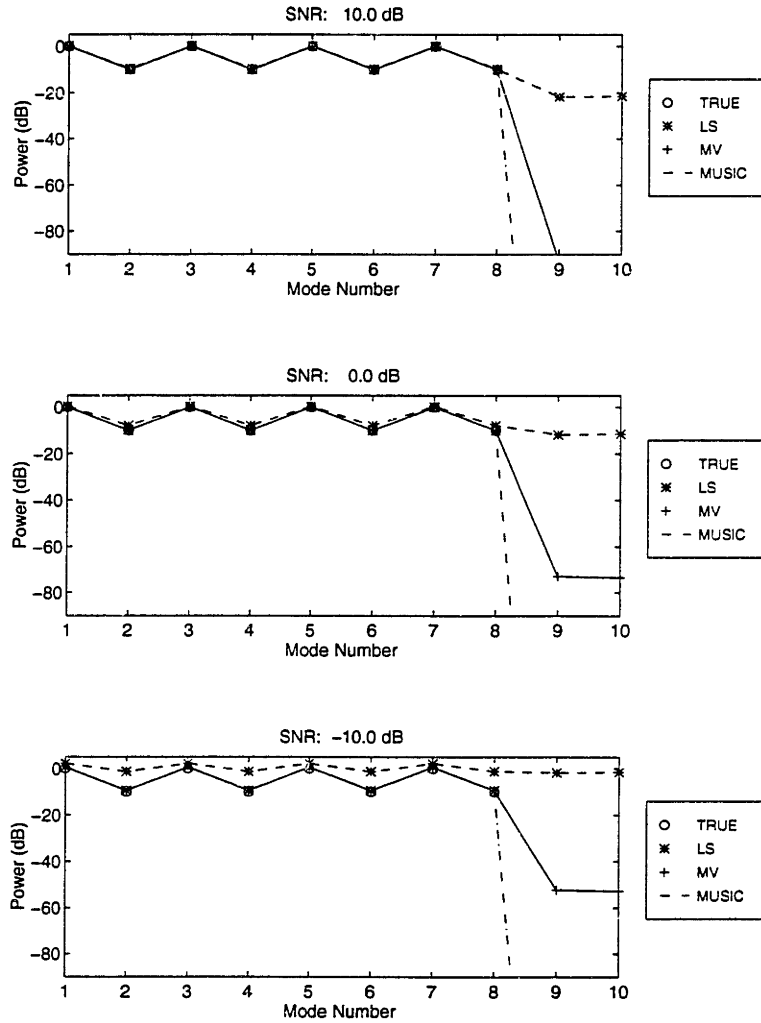 SNR: 10.0 dB
Power (dB)
0
−20
−40
−60
−80
1 2 3 4 5 6 7 8 9 10
Mode Number
TRUE
LS
MV
MUSIC
SNR: 0.0 dB
Power (dB)
0
−20
−40
−60
−80
1 2 3 4 5 6 7 8 9 10
Mode Number
TRUE
LS
MV
MUSIC
SNR: −10.0 dB
Power (dB)
0
−20
−40
−60
−80
1 2 3 4 5 6 7 8 9 10
Mode Number
TRUE
LS
MV
MUSIC